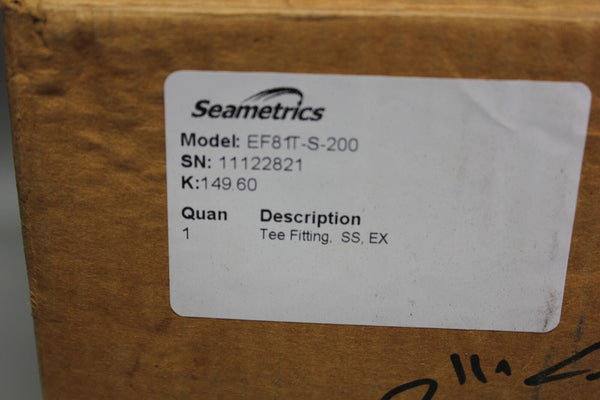 Seametrics
Model: EF81T-S-200
SN: 11122821
K:149.60
Quan Description
1 Tee Fitting, SS, EX